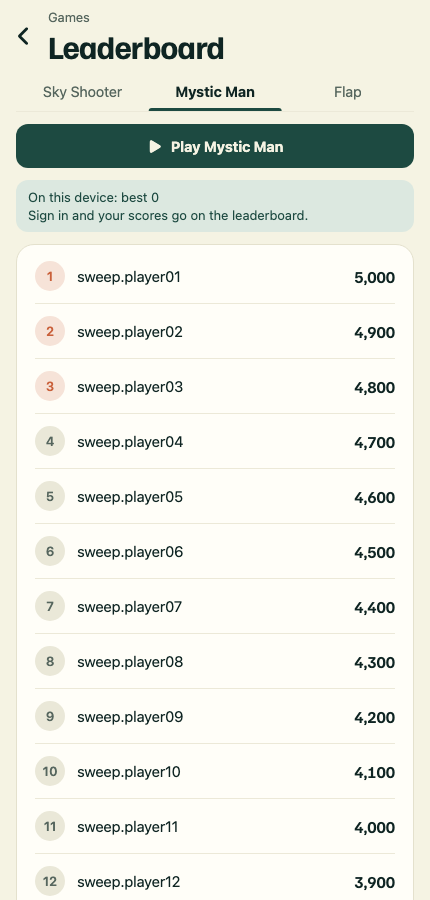 Games
Leaderboard
Sky Shooter Mystic Man Flap
Play Mystic Man
On this device: best 0
Sign in and your scores go on the leaderboard.
1 sweep.player01 5,000
2 sweep.player02 4,900
3 sweep.player03 4,800
4 sweep.player04 4,700
5 sweep.player05 4,600
6 sweep.player06 4,500
7 sweep.player07 4,400
8 sweep.player08 4,300
9 sweep.player09 4,200
10 sweep.player10 4,100
11 sweep.player11 4,000
12 sweep.player12 3,900